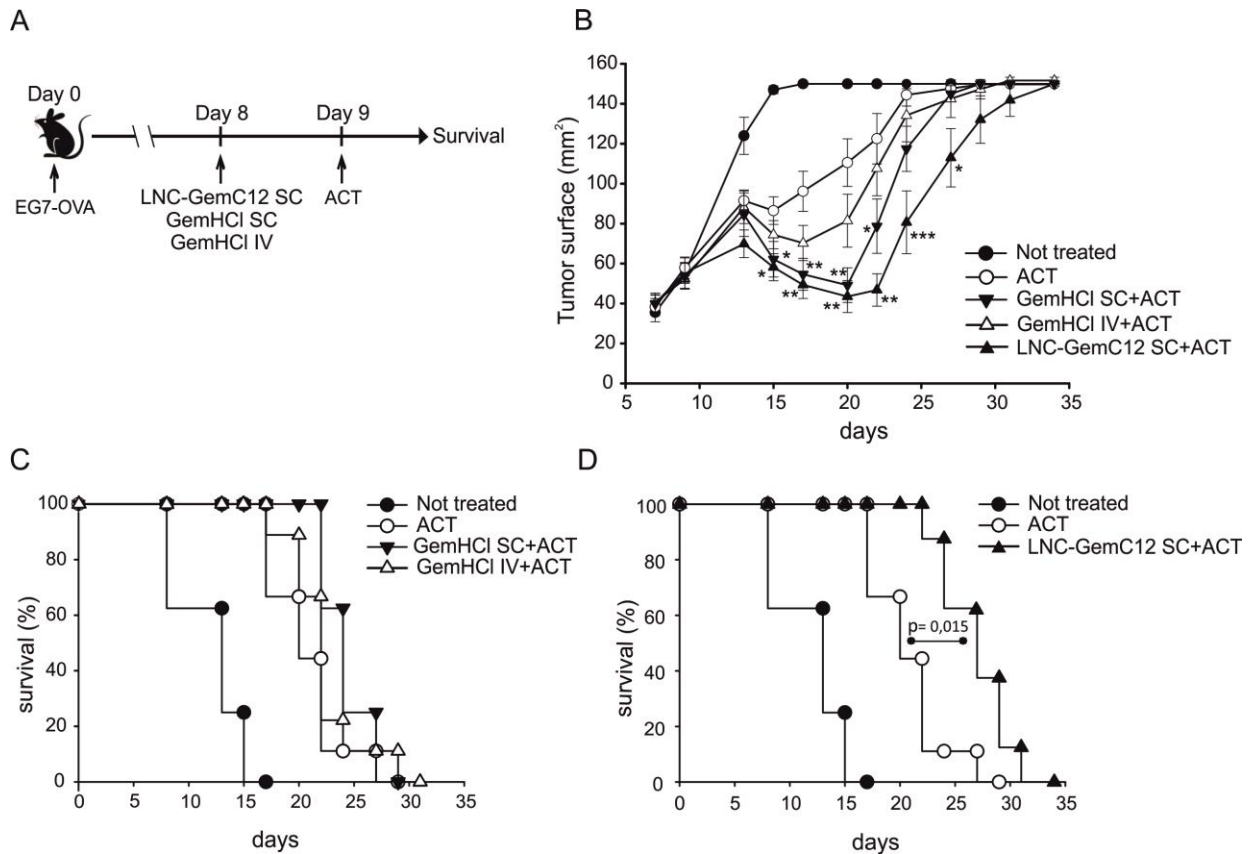 A
Day 0
Day 8
Day 9
Survival
EG7-OVA
LNC-GemC12 SC
GemHCl SC
GemHCl IV
ACT
B
Tumor surface (mm²)
160
140
120
100
80
60
40
20
0
5
10
15
20
25
30
35
days
*
**
**
*
*
**
**
**
***
*
Not treated
ACT
GemHCl SC+ACT
GemHCl IV+ACT
LNC-GemC12 SC+ACT
C
survival (%)
100
80
60
40
20
0
0
5
10
15
20
25
30
35
days
Not treated
ACT
GemHCl SC+ACT
GemHCl IV+ACT
D
survival (%)
100
80
60
40
20
0
0
5
10
15
20
25
30
35
days
p= 0,015
Not treated
ACT
LNC-GemC12 SC+ACT